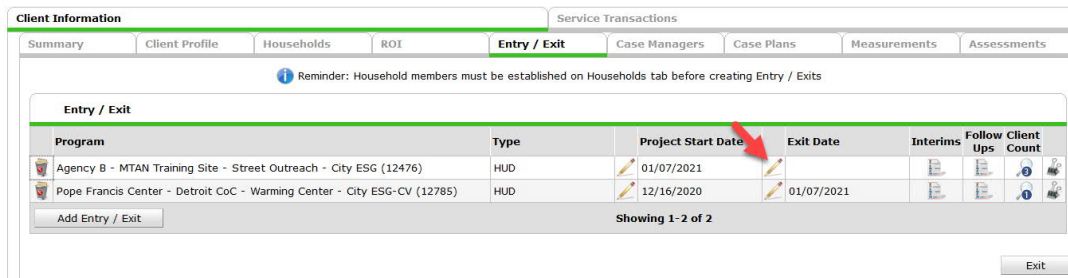 Client Information Service Transactions
Summary Client Profile Households ROI Entry / Exit Case Managers Case Plans Measurements Assessments
Reminder: Household members must be established on Households tab before creating Entry / Exits
Entry / Exit
Program Type Project Start Date Exit Date Interims Follow Ups Client Count
Agency B - MTAN Training Site - Street Outreach - City ESG (12476) HUD 01/07/2021 3
Pope Francis Center - Detroit CoC - Warming Center - City ESG-CV (12785) HUD 12/16/2020 01/07/2021 1
Add Entry / Exit Showing 1-2 of 2
Exit